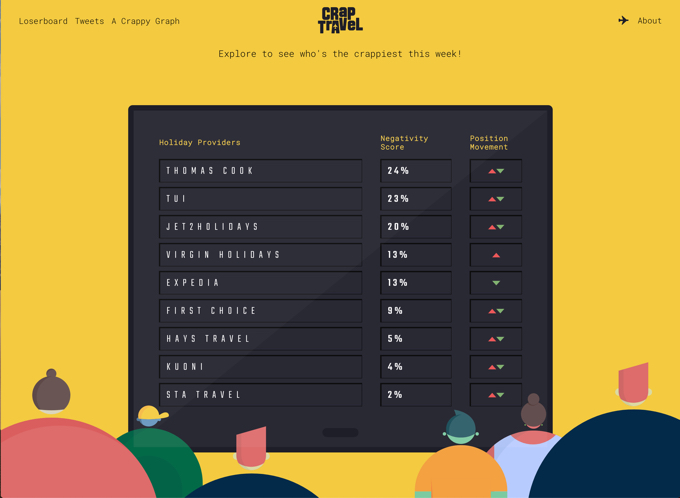 Loserboard Tweets A Crappy Graph
CRAP
TRAVEL
About
Explore to see who's the crappiest this week!
Holiday Providers
Negativity
Score
Position
Movement
THOMAS COOK 24%
TUI 23%
JET2HOLIDAYS 20%
VIRGIN HOLIDAYS 13%
EXPEDIA 13%
FIRST CHOICE 9%
HAYS TRAVEL 5%
KUONI 4%
STA TRAVEL 2%